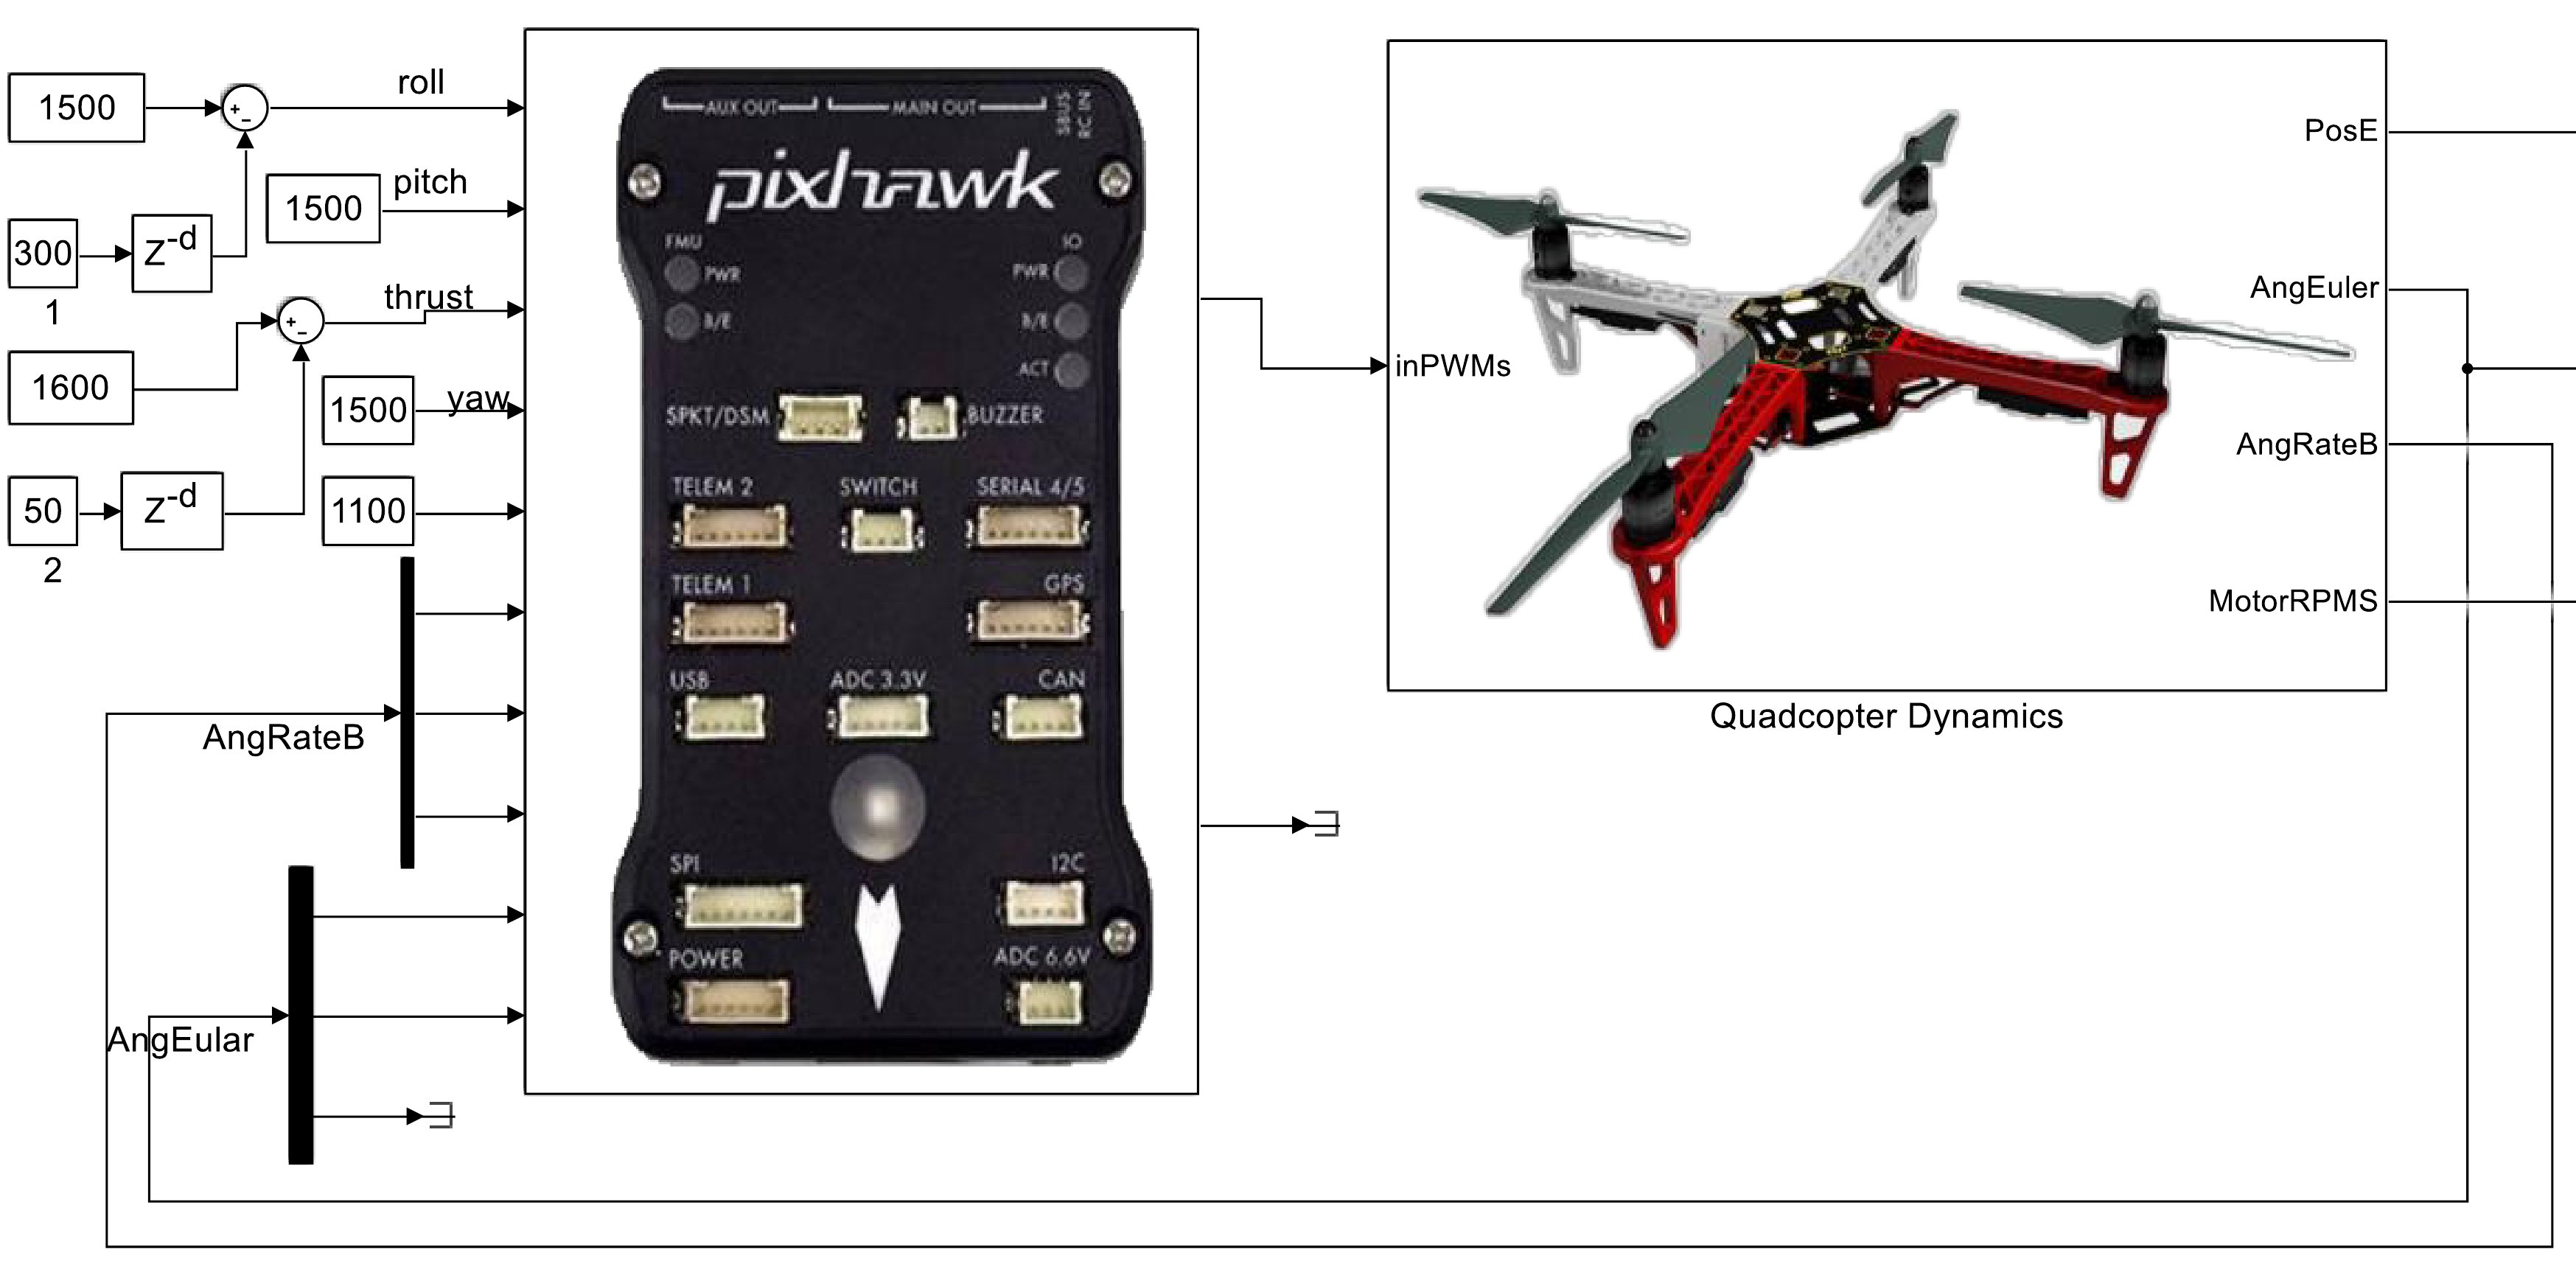 1500
+
−
roll
1500
pitch
300
Z-d
1
thrust
+
−
1600
1500
yaw
50
Z-d
2
1100
AngRateB
AngEular
AUX OUT
MAIN OUT
SBUS
RC IN
pixhawk
FMU
PWR
B/E
IO
PWR
B/E
ACT
SPKT/DSM
BUZZER
TELEM 2
SWITCH
SERIAL 4/5
TELEM 1
GPS
USB
ADC 3.3V
CAN
SPI
I2C
POWER
ADC 6.6V
inPWMs
PosE
AngEuler
AngRateB
MotorRPMS
Quadcopter Dynamics